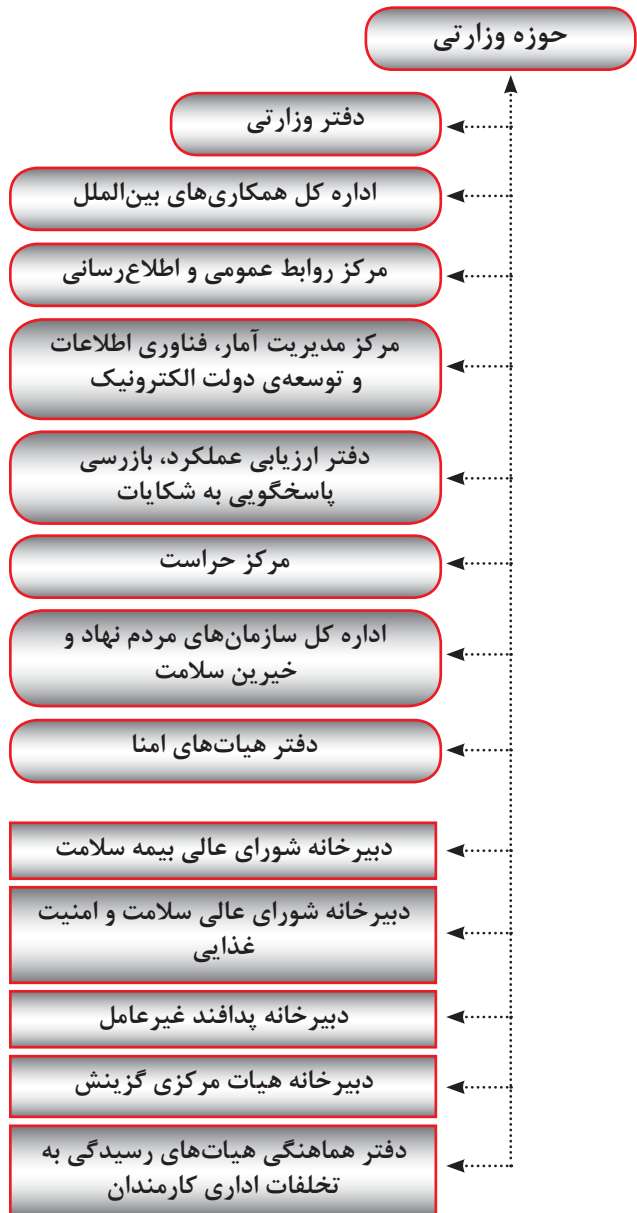 حوزه وزارتی
دفتر وزارتی
اداره کل همکاری‌های بین‌الملل
مرکز روابط عمومی و اطلاع‌رسانی
مرکز مدیریت آمار، فناوری اطلاعات
و توسعه‌ی دولت الکترونیک
دفتر ارزیابی عملکرد، بازرسی
پاسخگویی به شکایات
مرکز حراست
اداره کل سازمان‌های مردم نهاد و
خیرین سلامت
دفتر هیات‌های امنا
دبیرخانه شورای عالی بیمه سلامت
دبیرخانه شورای عالی سلامت و امنیت
غذایی
دبیرخانه پدافند غیرعامل
دبیرخانه هیات مرکزی گزینش
دفتر هماهنگی هیات‌های رسیدگی به
تخلفات اداری کارمندان